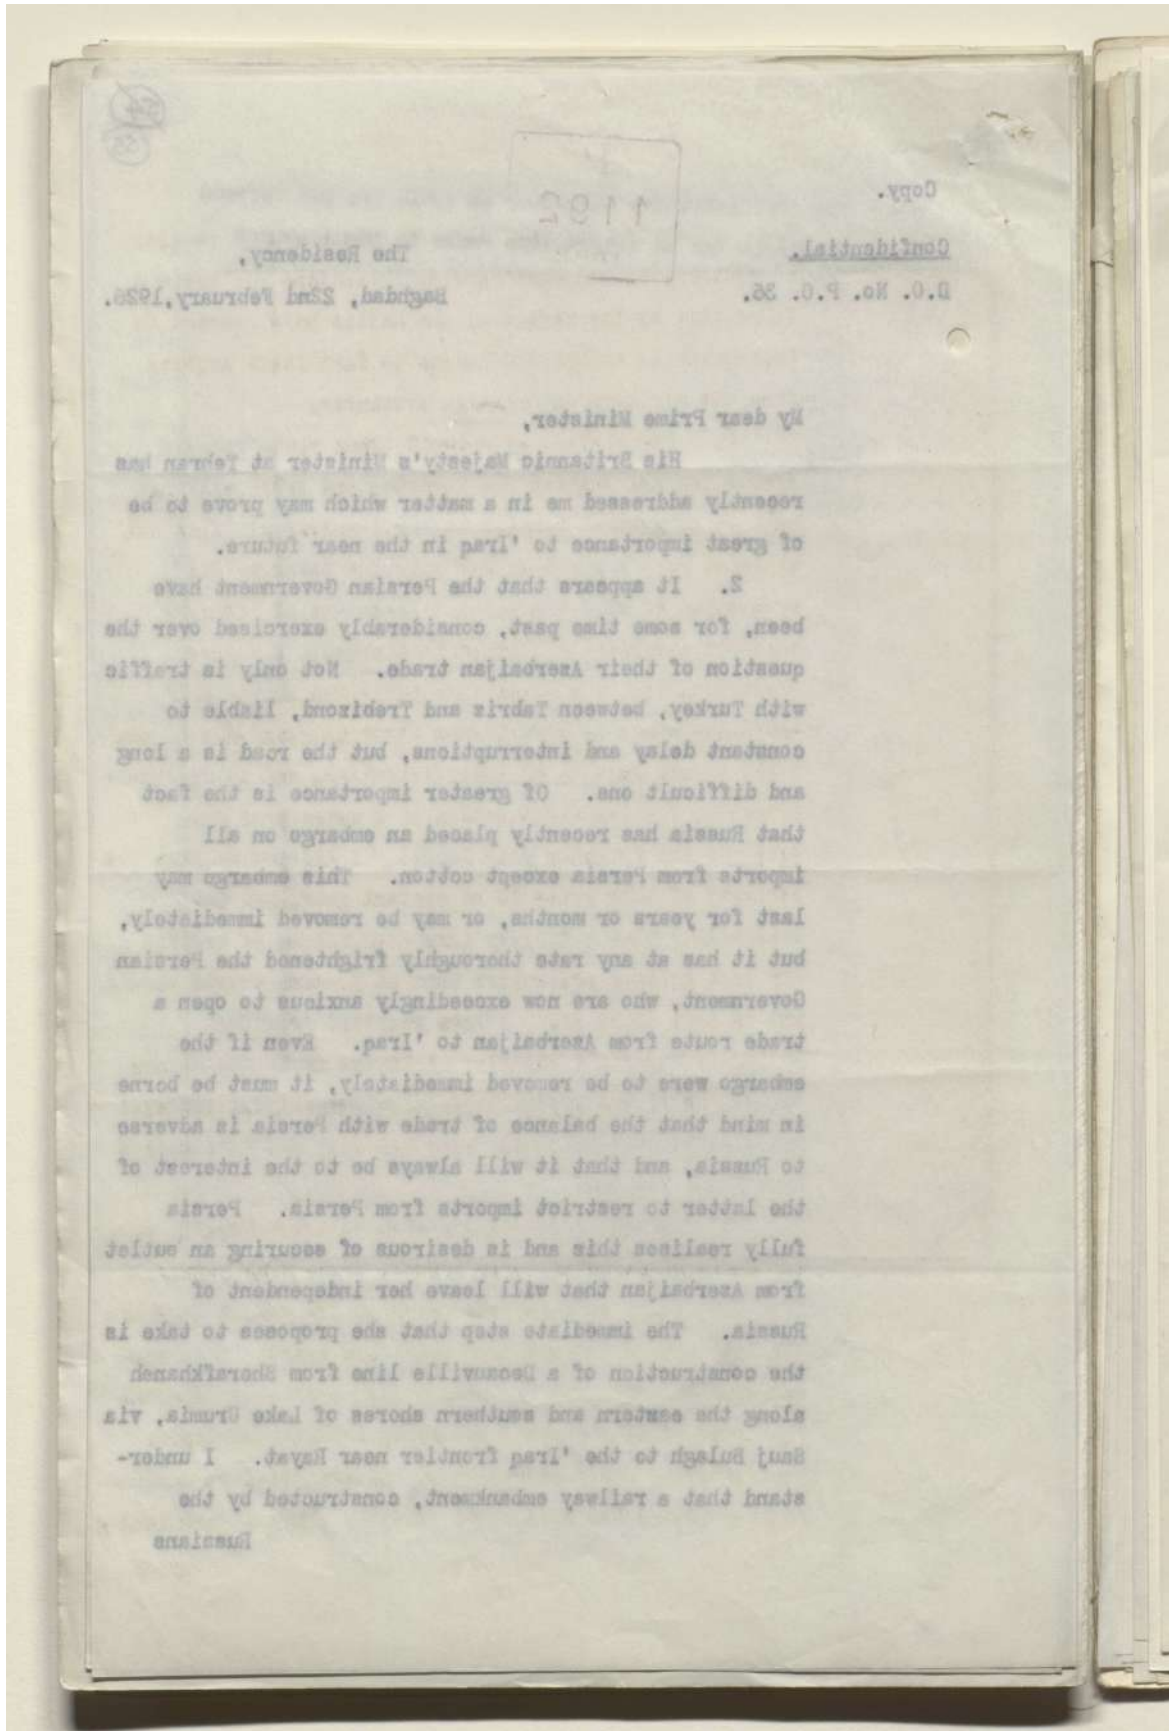 Copy.
1192
Confidential.
The Residency,
D.O. No. P.O. 36.
Baghdad, 22nd February, 1926.
My dear Prime Minister,
His Britannic Majesty's Minister at Tehran has
recently addressed me in a matter which may prove to be
of great importance to 'Iraq in the near future.
2. It appears that the Persian Government have
been, for some time past, considerably exercised over the
question of their Azerbaijan trade. Not only is traffic
with Turkey, between Tabriz and Trebizond, liable to
constant delay and interruptions, but the road is a long
and difficult one. Of greater importance is the fact
that Russia has recently placed an embargo on all
imports from Persia except cotton. This embargo may
last for years or months, or may be removed immediately,
but it has at any rate thoroughly frightened the Persian
Government, who are now exceedingly anxious to open a
trade route from Azerbaijan to 'Iraq. Even if the
embargo were to be removed immediately, it must be borne
in mind that the balance of trade with Persia is adverse
to Russia, and that it will always be to the interest of
the latter to restrict imports from Persia. Persia
fully realises this and is desirous of securing an outlet
from Azerbaijan that will leave her independent of
Russia. The immediate step that she proposes to take is
the construction of a Decauville line from Shorafkhaneh
along the eastern and southern shores of Lake Urumia, via
Sauj Bulagh to the 'Iraq frontier near Rayat. I under-
stand that a railway embankment, constructed by the
Russians